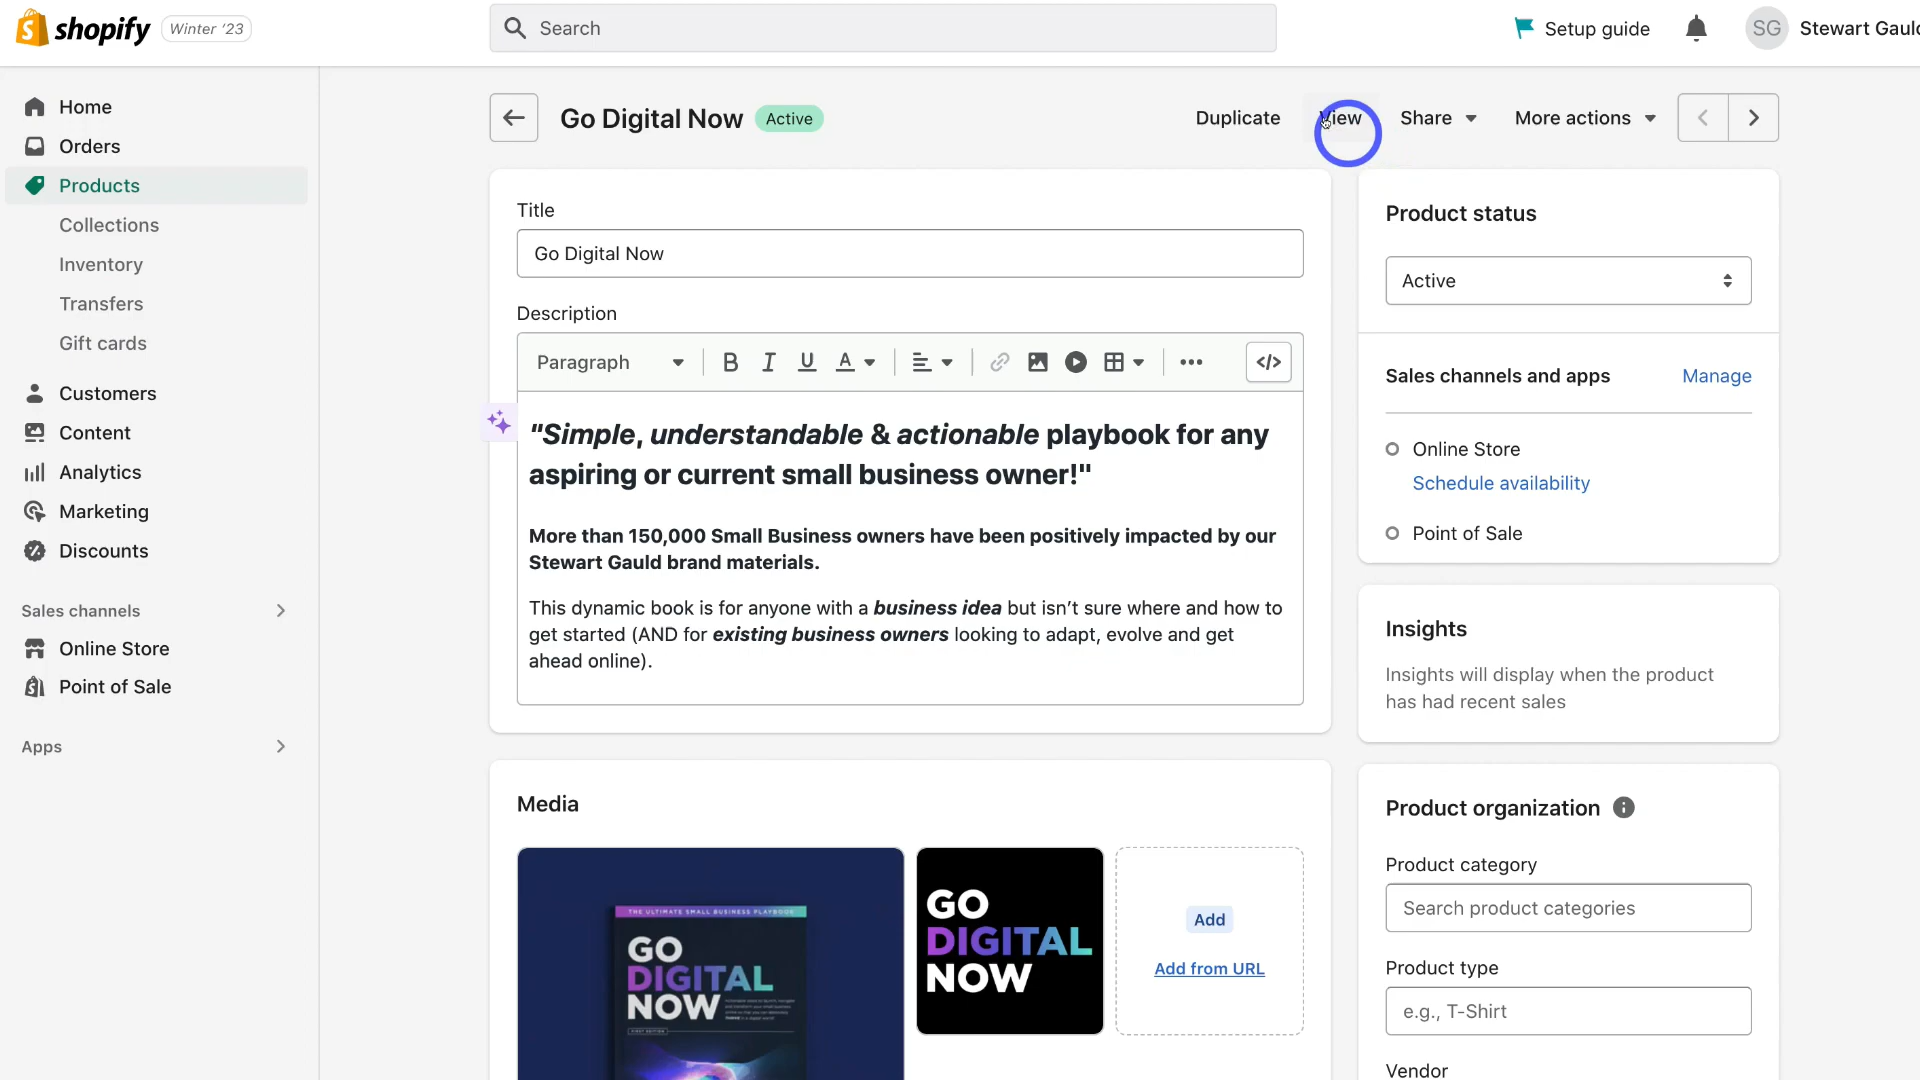 shopify
Winter '23
Search
Setup guide
SG
Stewart Gauld
Home
Orders
Products
Collections
Inventory
Transfers
Gift cards
Customers
Content
Analytics
Marketing
Discounts
Sales channels
Online Store
Point of Sale
Apps
Go Digital Now
Active
Duplicate
View
Share
More actions
Title
Go Digital Now
Description
Paragraph
B I U A
</>
"Simple, understandable & actionable playbook for any
aspiring or current small business owner!"
More than 150,000 Small Business owners have been positively impacted by our
Stewart Gauld brand materials.
This dynamic book is for anyone with a business idea but isn't sure where and how to
get started (AND for existing business owners looking to adapt, evolve and get
ahead online).
Media
THE ULTIMATE SMALL BUSINESS PLAYBOOK
GO
DIGITAL
NOW
FIRST EDITION
GO
DIGITAL
NOW
Add
Add from URL
Product status
Active
Sales channels and apps
Manage
Online Store
Schedule availability
Point of Sale
Insights
Insights will display when the product
has had recent sales
Product organization
Product category
Search product categories
Product type
e.g., T-Shirt
Vendor